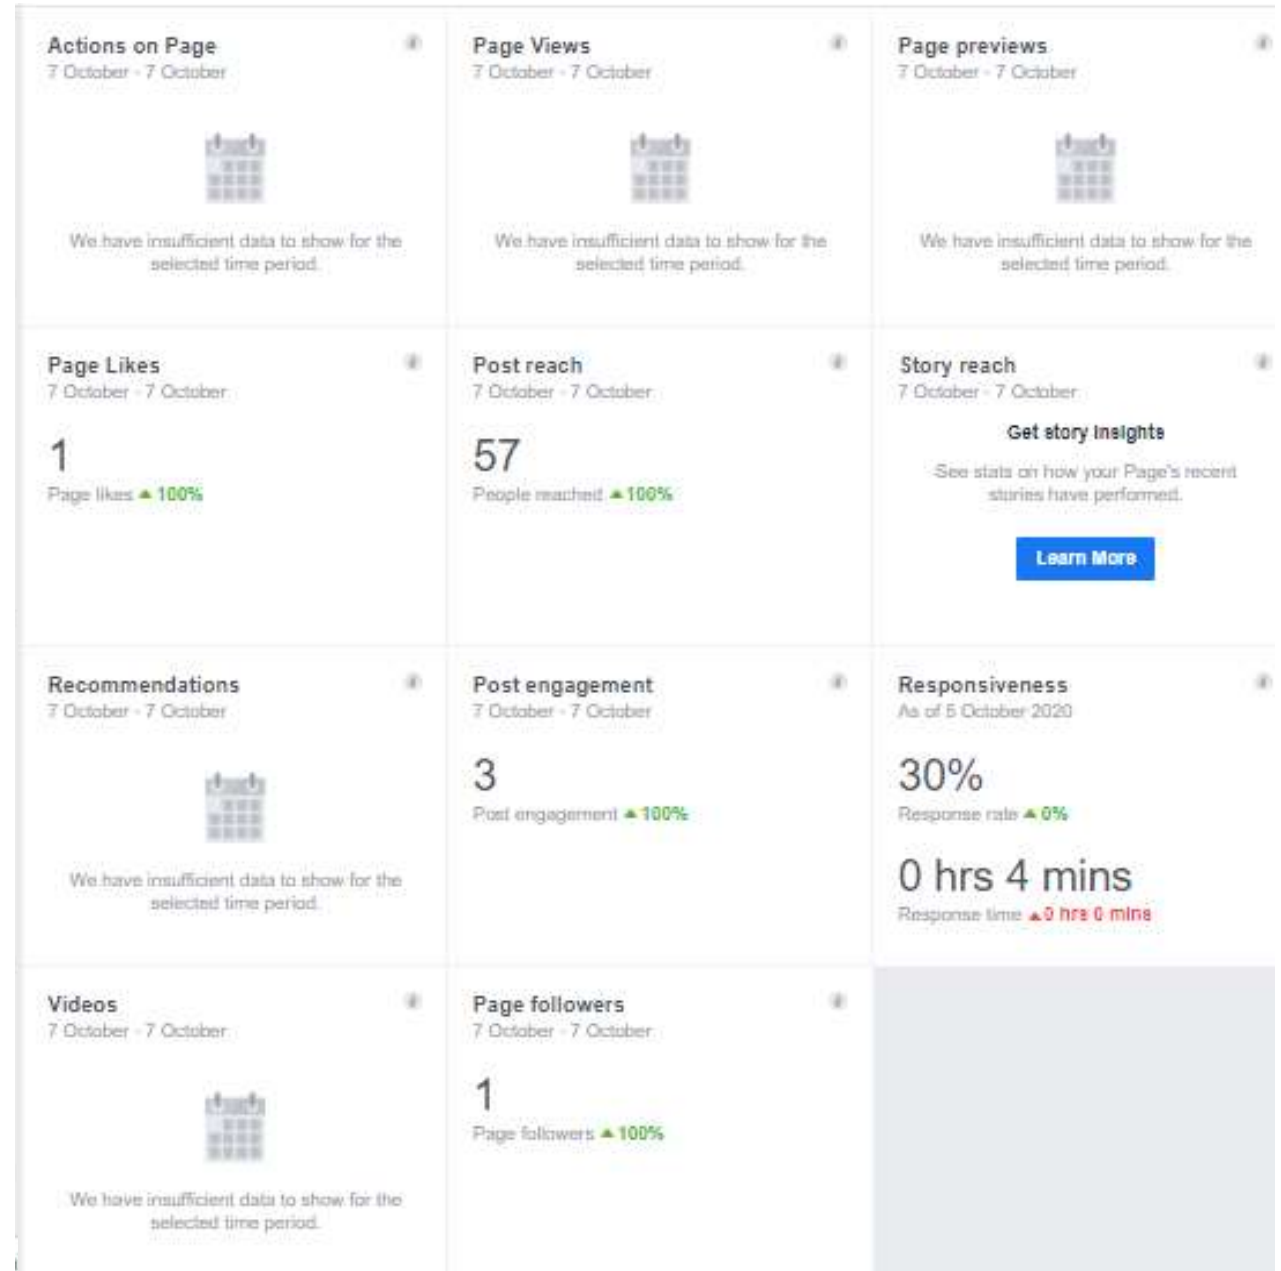 Actions on Page
7 October - 7 October
We have insufficient data to show for the
selected time period.
Page Views
7 October - 7 October
We have insufficient data to show for the
selected time period.
Page previews
7 October - 7 October
We have insufficient data to show for the
selected time period.
Page Likes
7 October - 7 October
1
Page likes ▲ 100%
Post reach
7 October - 7 October
57
People reached ▲ 100%
Story reach
7 October - 7 October
Get story insights
See stats on how your Page's recent
stories have performed.
Learn More
Recommendations
7 October - 7 October
We have insufficient data to show for the
selected time period.
Post engagement
7 October - 7 October
3
Post engagement ▲ 100%
Responsiveness
As of 5 October 2020
30%
Response rate ▲ 0%
0 hrs 4 mins
Response time ▲ 0 hrs 0 mins
Videos
7 October - 7 October
We have insufficient data to show for the
selected time period.
Page followers
7 October - 7 October
1
Page followers ▲ 100%